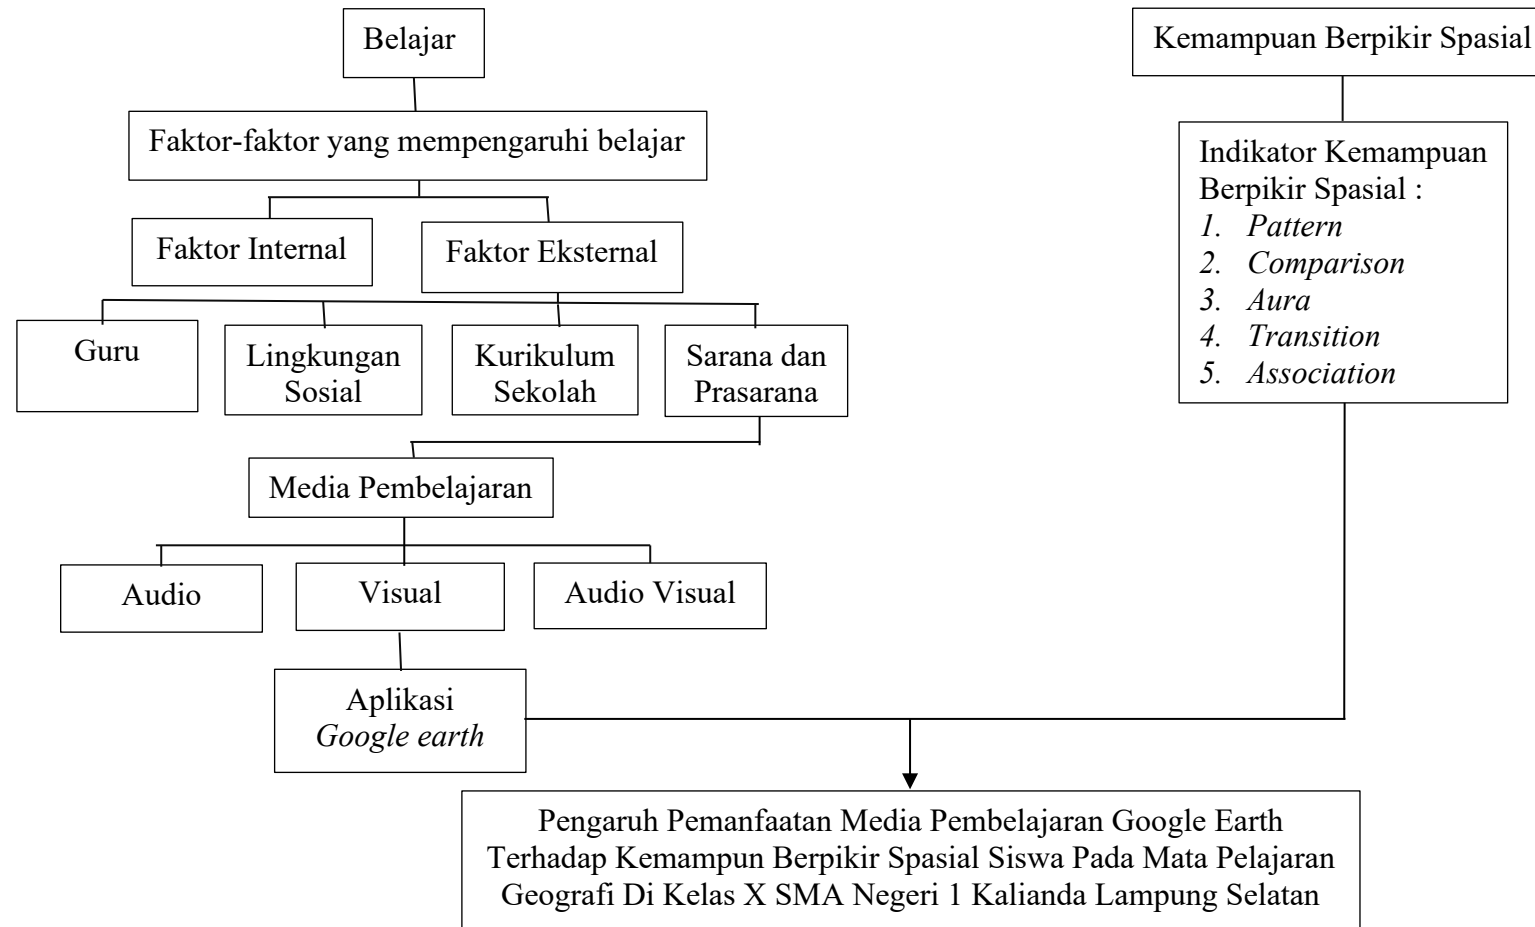 Belajar
Kemampuan Berpikir Spasial
Faktor-faktor yang mempengaruhi belajar
Indikator Kemampuan
Berpikir Spasial :
1. Pattern
2. Comparison
3. Aura
4. Transition
5. Association
Faktor Internal
Faktor Eksternal
Guru
Lingkungan
Sosial
Kurikulum
Sekolah
Sarana dan
Prasarana
Media Pembelajaran
Audio
Visual
Audio Visual
Aplikasi
Google earth
Pengaruh Pemanfaatan Media Pembelajaran Google Earth
Terhadap Kemampun Berpikir Spasial Siswa Pada Mata Pelajaran
Geografi Di Kelas X SMA Negeri 1 Kalianda Lampung Selatan